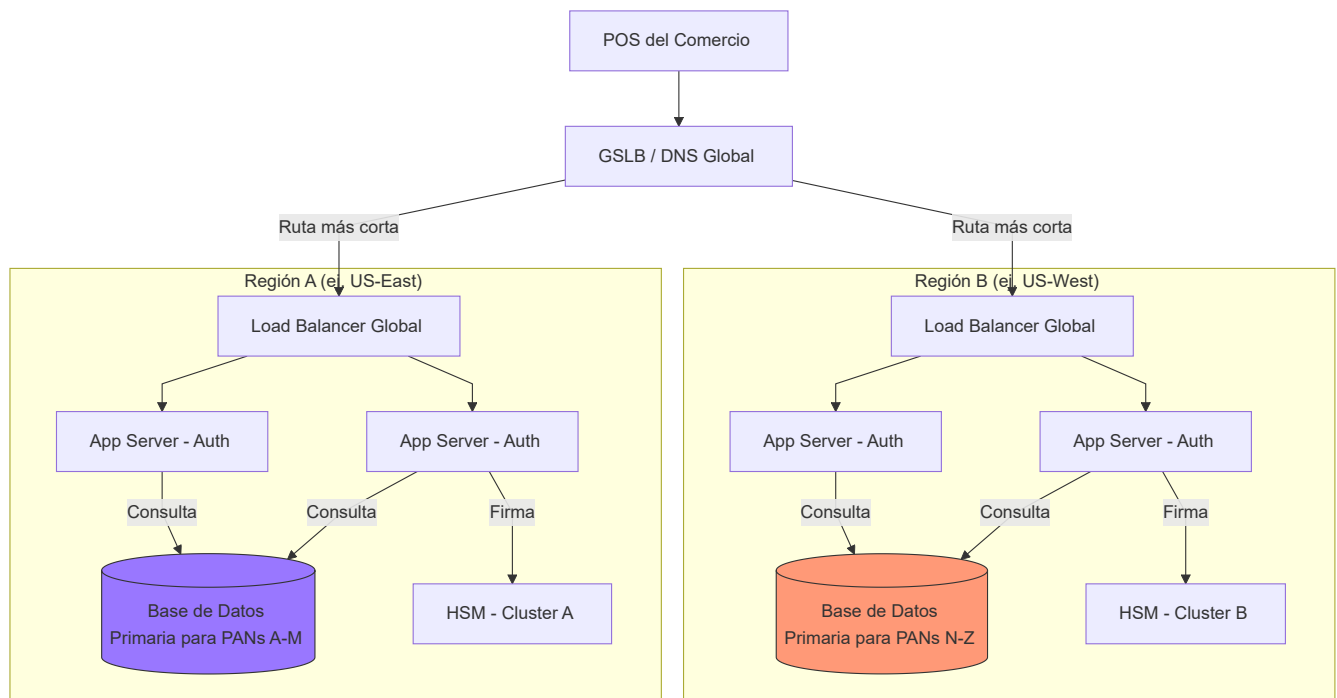 POS del Comercio
GSLB / DNS Global
Ruta más corta
Ruta más corta
Región A (ej. US-East)
Región B (ej. US-West)
Load Balancer Global
Load Balancer Global
App Server - Auth
App Server - Auth
App Server - Auth
App Server - Auth
Consulta
Consulta
Firma
Consulta
Consulta
Firma
Base de Datos
Primaria para PANs A-M
HSM - Cluster A
Base de Datos
Primaria para PANs N-Z
HSM - Cluster B